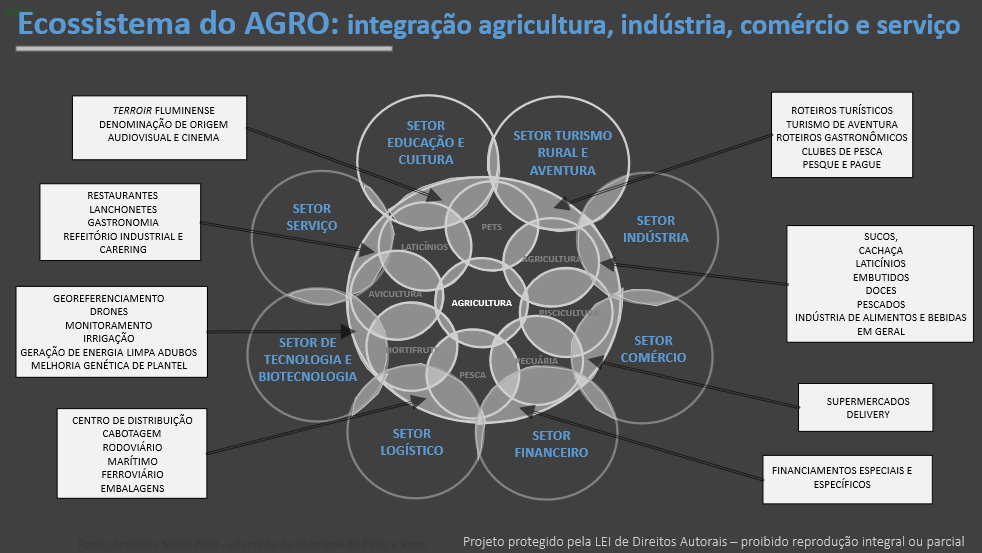 Ecossistema do AGRO: integração agricultura, indústria, comércio e serviço
TERROIR FLUMINENSE
DENOMINAÇÃO DE ORIGEM
AUDIOVISUAL E CINEMA
SETOR
EDUCAÇÃO E
CULTURA
SETOR TURISMO
RURAL E
AVENTURA
ROTEIROS TURÍSTICOS
TURISMO DE AVENTURA
ROTEIROS GASTRONÔMICOS
CLUBES DE PESCA
PESQUE E PAGUE
RESTAURANTES
LANCHONETES
GASTRONOMIA
REFEITÓRIO INDUSTRIAL E
CARERING
SETOR
SERVIÇO
SETOR
INDÚSTRIA
SUCOS,
CACHAÇA
LATICÍNIOS
EMBUTIDOS
DOCES
PESCADOS
INDÚSTRIA DE ALIMENTOS E BEBIDAS
EM GERAL
PETS
LATICÍNIOS
AGRICULTURA
AVICULTURA
AGRICULTURA
PISCICULTURA
HORTIFRUTI
PESCA
PECUÁRIA
GEOREFERENCIAMENTO
DRONES
MONITORAMENTO
IRRIGAÇÃO
GERAÇÃO DE ENERGIA LIMPA ADUBOS
MELHORIA GENÉTICA DE PLANTEL
SETOR DE
TECNOLOGIA E
BIOTECNOLOGIA
SETOR
COMÉRCIO
SUPERMERCADOS
DELIVERY
CENTRO DE DISTRIBUIÇÃO
CABOTAGEM
RODOVIÁRIO
MARÍTIMO
FERROVIÁRIO
EMBALAGENS
SETOR
LOGÍSTICO
SETOR
FINANCEIRO
FINANCIAMENTOS ESPECIAIS E
ESPECÍFICOS
Projeto protegido pela LEI de Direitos Autorais – proibido reprodução integral ou parcial